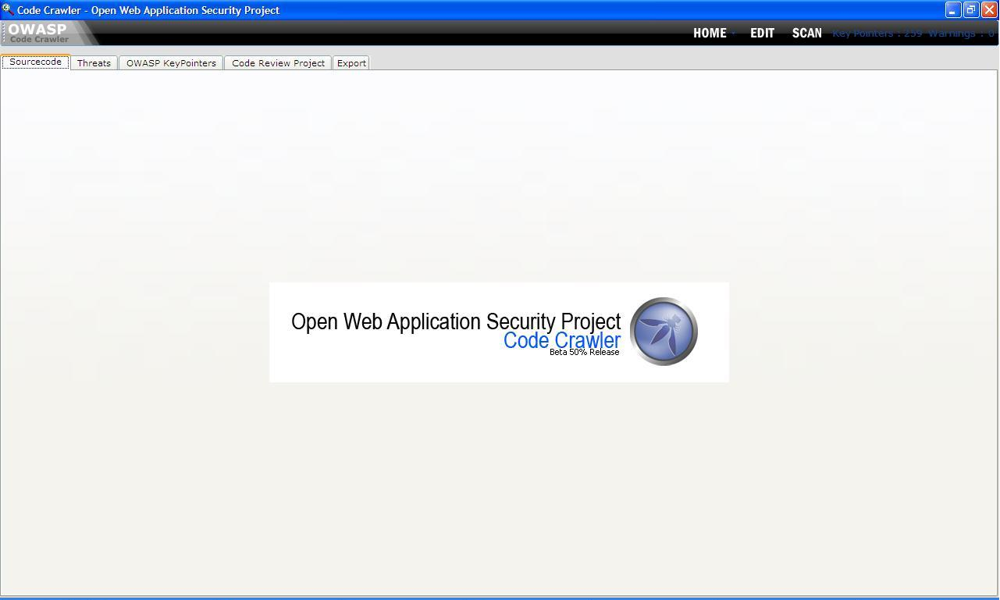 Code Crawler - Open Web Application Security Project
OWASP
Code Crawler
HOME EDIT SCAN Key Pointers : 259 Warnings : 0
Sourcecode Threats OWASP KeyPointers Code Review Project Export
Open Web Application Security Project
Code Crawler
Beta 50% Release